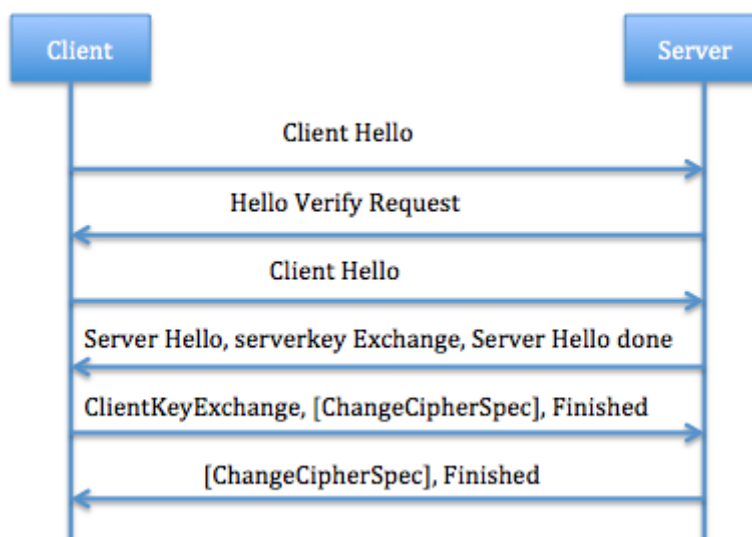 Client
Server
Client Hello
Hello Verify Request
Client Hello
Server Hello, serverkey Exchange, Server Hello done
ClientKeyExchange, [ChangeCipherSpec], Finished
[ChangeCipherSpec], Finished